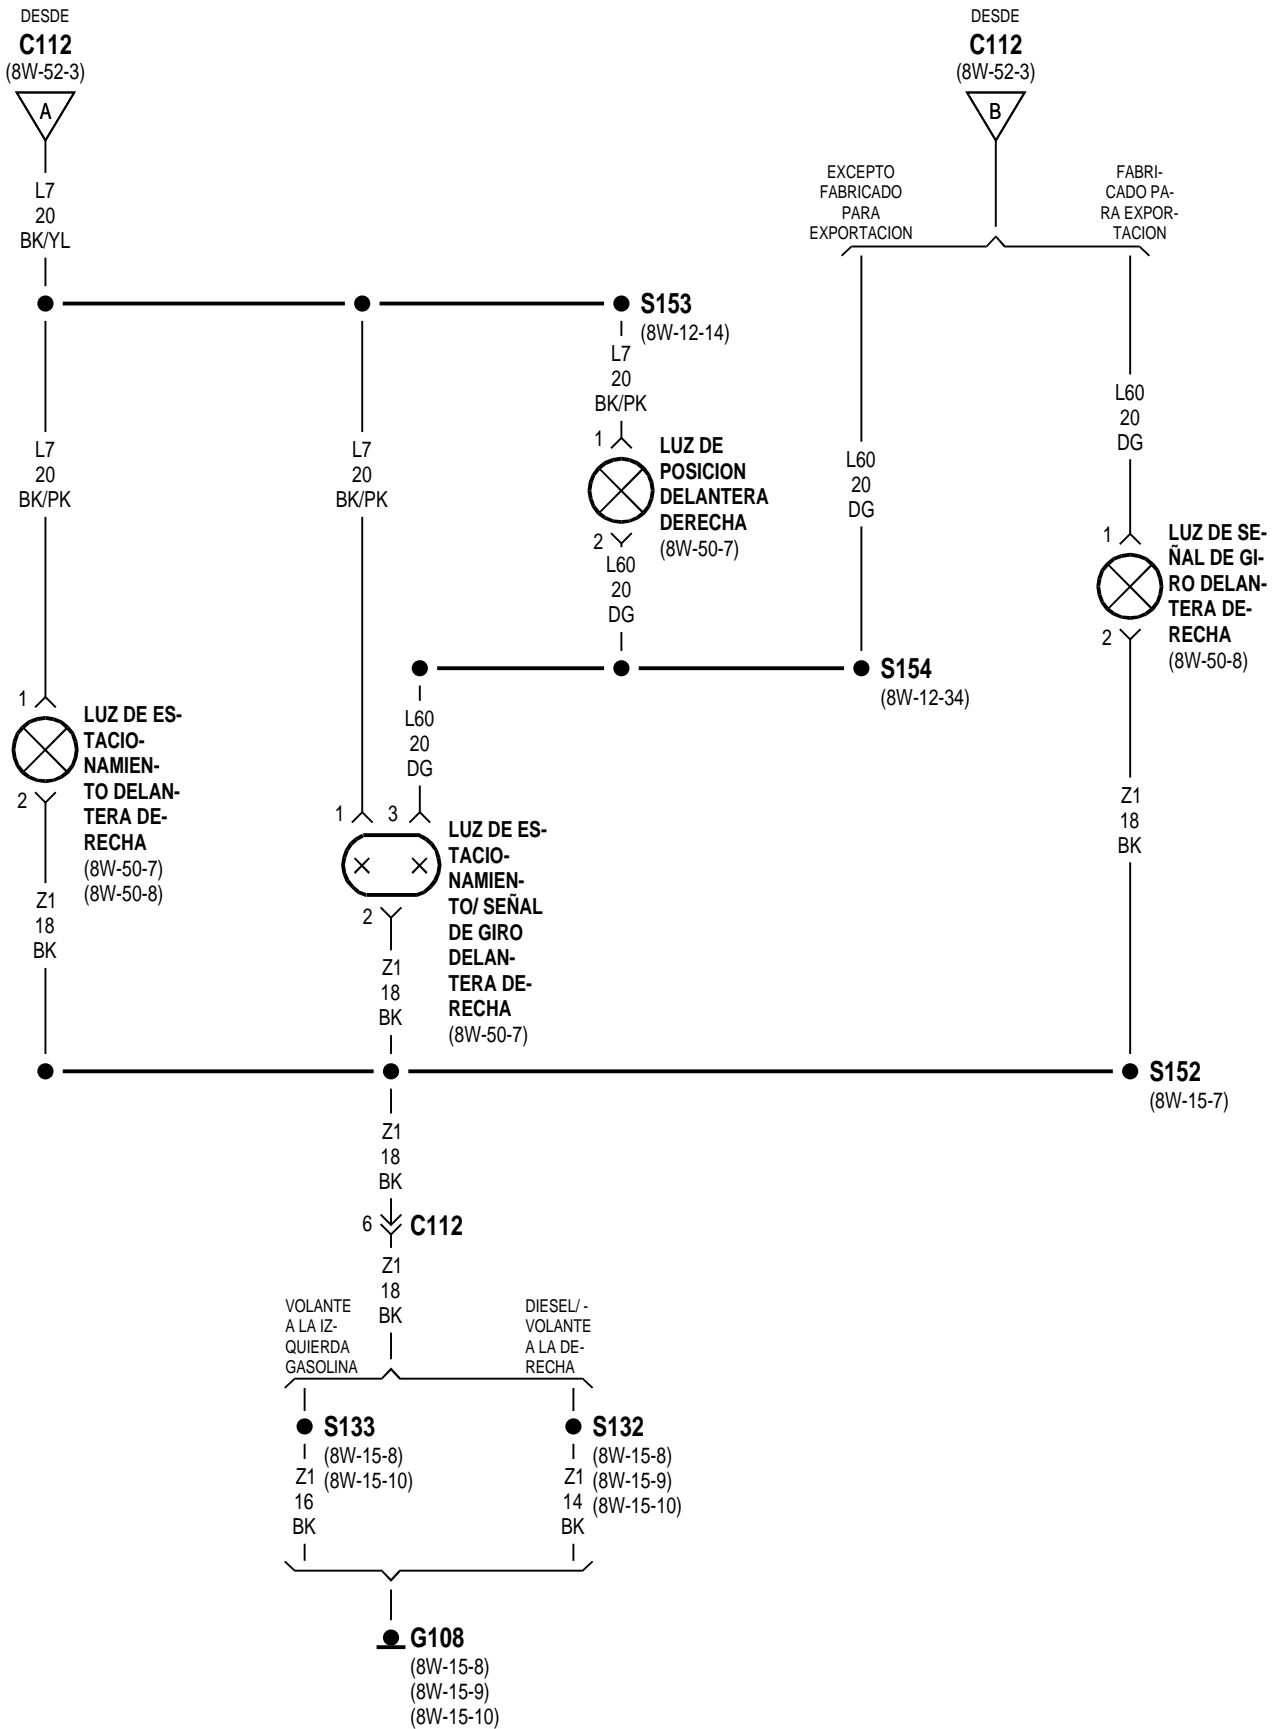 DESDE
C112
(8W-52-3)
A
L7
20
BK/YL
DESDE
C112
(8W-52-3)
B
EXCEPTO
FABRICADO
PARA
EXPORTACION
FABRI-
CADO PA-
RA EXPOR-
TACION
S153
(8W-12-14)
L7
20
BK/PK
L7
20
BK/PK
L7
20
BK/PK
1
LUZ DE
POSICION
DELANTERA
DERECHA
(8W-50-7)
2
L60
20
DG
L60
20
DG
L60
20
DG
1
LUZ DE SE-
ÑAL DE GI-
RO DELAN-
TERA DE-
RECHA
(8W-50-8)
2
S154
(8W-12-34)
L60
20
DG
1
LUZ DE ES-
TACIO-
NAMIEN-
TO DELAN-
TERA DE-
RECHA
(8W-50-7)
(8W-50-8)
2
Z1
18
BK
1
3
LUZ DE ES-
TACIO-
NAMIEN-
TO/ SEÑAL
DE GIRO
DELAN-
TERA DE-
RECHA
(8W-50-7)
2
Z1
18
BK
Z1
18
BK
S152
(8W-15-7)
Z1
18
BK
6
C112
Z1
18
BK
VOLANTE
A LA IZ-
QUIERDA
GASOLINA
DIESEL/ -
VOLANTE
A LA DE-
RECHA
S133
(8W-15-8)
(8W-15-10)
Z1
16
BK
S132
(8W-15-8)
(8W-15-9)
(8W-15-10)
Z1
14
BK
G108
(8W-15-8)
(8W-15-9)
(8W-15-10)